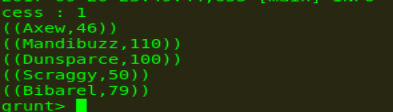 cess : 1
((Axew,46))
((Mandibuzz,110))
((Dunsparce,100))
((Scraggy,50))
((Bibarel,79))
grunt>